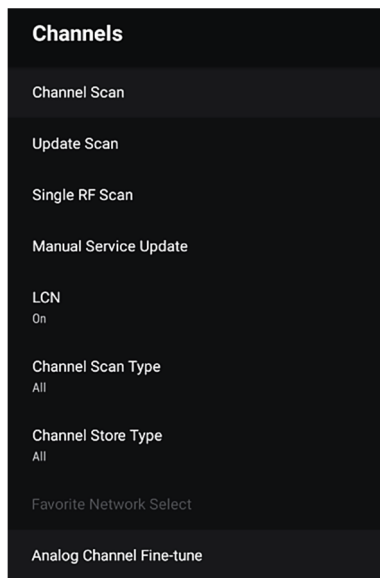 Channels
Channel Scan
Update Scan
Single RF Scan
Manual Service Update
LCN
On
Channel Scan Type
All
Channel Store Type
All
Favorite Network Select
Analog Channel Fine-tune